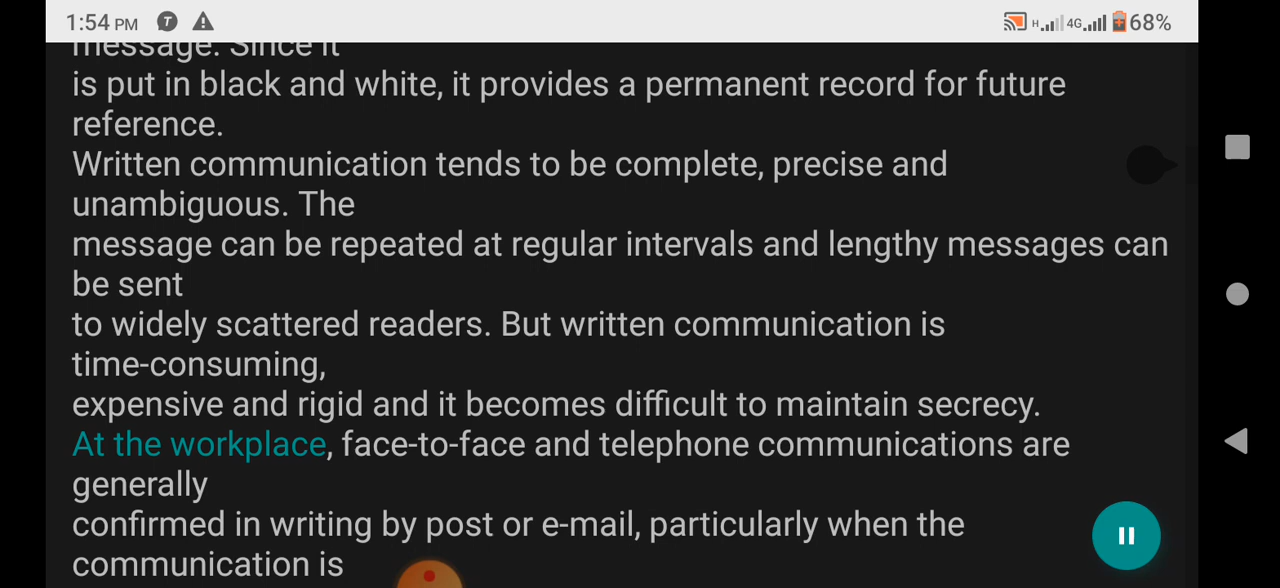 1:54 PM T H 4G 68%
message. Since it
is put in black and white, it provides a permanent record for future
reference.
Written communication tends to be complete, precise and
unambiguous. The
message can be repeated at regular intervals and lengthy messages can
be sent
to widely scattered readers. But written communication is
time-consuming,
expensive and rigid and it becomes difficult to maintain secrecy.
At the workplace, face-to-face and telephone communications are
generally
confirmed in writing by post or e-mail, particularly when the
communication is